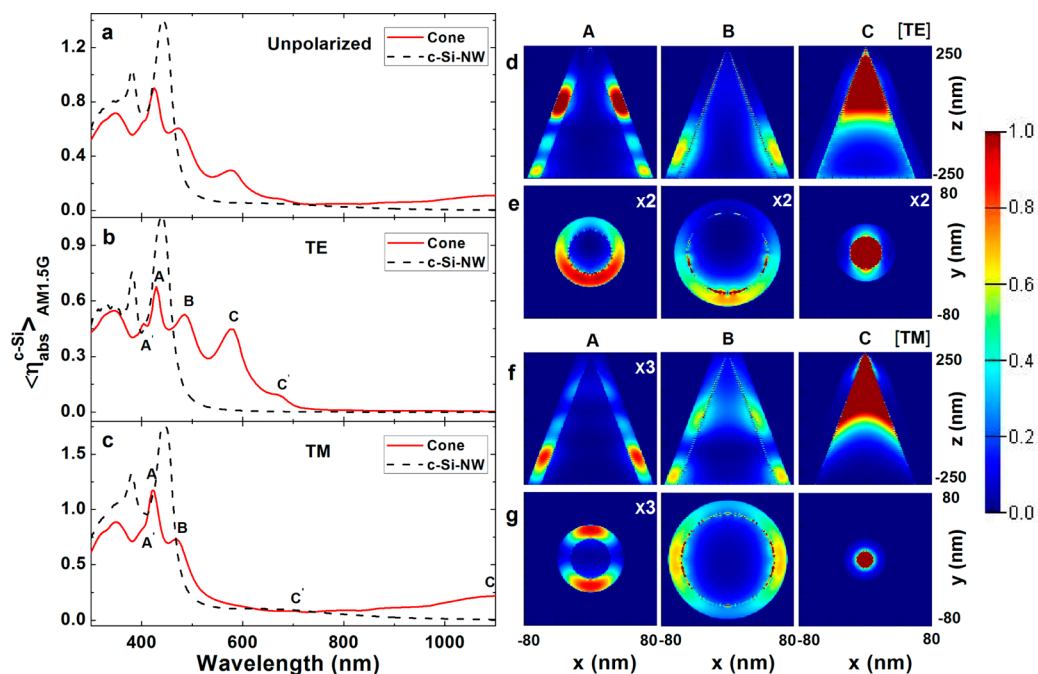 a
Unpolarized
Cone
c-Si-NW
1.2
0.8
0.4
0.0
b
TE
Cone
c-Si-NW
0.9
0.6
0.3
0.0
A
A'
B
C
C'
c
TM
Cone
c-Si-NW
1.5
1.0
0.5
0.0
A
A'
B
C'
C
<η_abs^c-Si>_AM1.5G
400 600 800 1000
Wavelength (nm)
A B C [TE]
d
250
z (nm)
-250
e
x2 x2 x2
80
y (nm)
-80
A B C [TM]
f
x3
250
z (nm)
-250
g
x3
80
y (nm)
-80
-80 80 -80 80 80
x (nm) x (nm) x (nm)
1.0
0.8
0.6
0.4
0.2
0.0